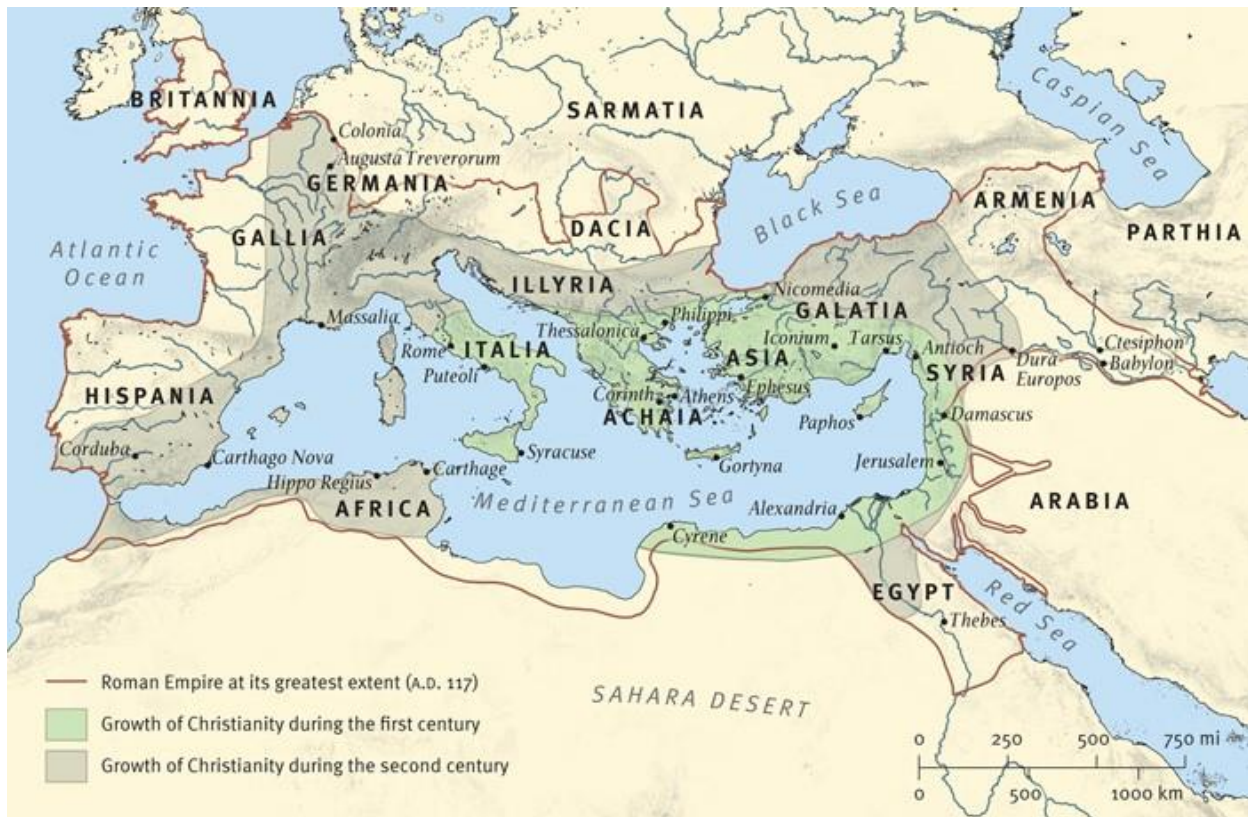 BRITANNIA
SARMATIA
Caspian Sea
Colonia
Augusta Treverorum
GERMANIA
Black Sea
ARMENIA
DACIA
GALLIA
PARTHIA
Atlantic
Ocean
ILLYRIA
Nicomedia
Massalia
Philippi
GALATIA
Thessalonica
Rome
ITALIA
Iconium
Tarsus
Antioch
Ctesiphon
ASIA
Puteoli
SYRIA
Dura
Europos
Babylon
HISPANIA
Corinth
Athens
Ephesus
ACHAIA
Paphos
Damascus
Corduba
Carthago Nova
Syracuse
Gortyna
Jerusalem
Hippo Regius
Carthage
Mediterranean Sea
AFRICA
Alexandria
ARABIA
Cyrene
EGYPT
Red Sea
Thebes
Roman Empire at its greatest extent (A.D. 117)
SAHARA DESERT
Growth of Christianity during the first century
Growth of Christianity during the second century
0 250 500 750 mi
0 500 1000 km